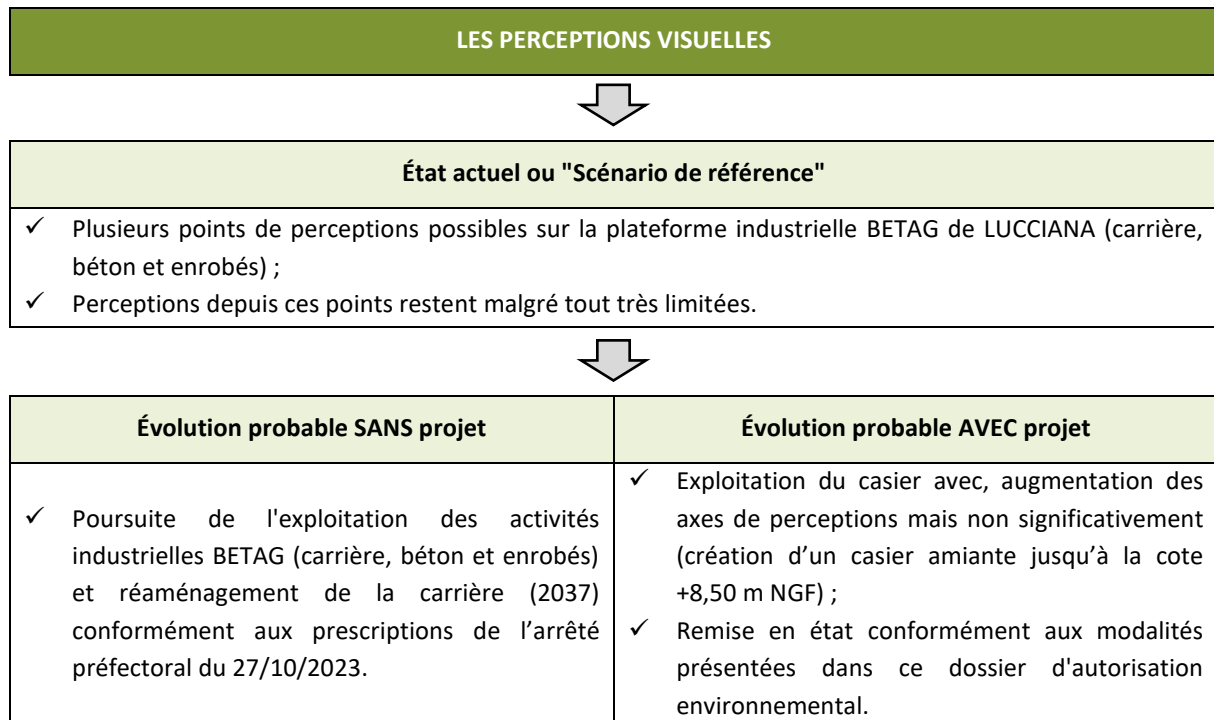 LES PERCEPTIONS VISUELLES
État actuel ou "Scénario de référence"
✓ Plusieurs points de perceptions possibles sur la plateforme industrielle BETAG de LUCCIANA (carrière,
béton et enrobés) ;
✓ Perceptions depuis ces points restent malgré tout très limitées.
Évolution probable SANS projet
✓ Poursuite de l'exploitation des activités
industrielles BETAG (carrière, béton et enrobés)
et réaménagement de la carrière (2037)
conformément aux prescriptions de l’arrêté
préfectoral du 27/10/2023.
Évolution probable AVEC projet
✓ Exploitation du casier avec, augmentation des
axes de perceptions mais non significativement
(création d’un casier amiante jusqu’à la cote
+8,50 m NGF) ;
✓ Remise en état conformément aux modalités
présentées dans ce dossier d'autorisation
environnemental.